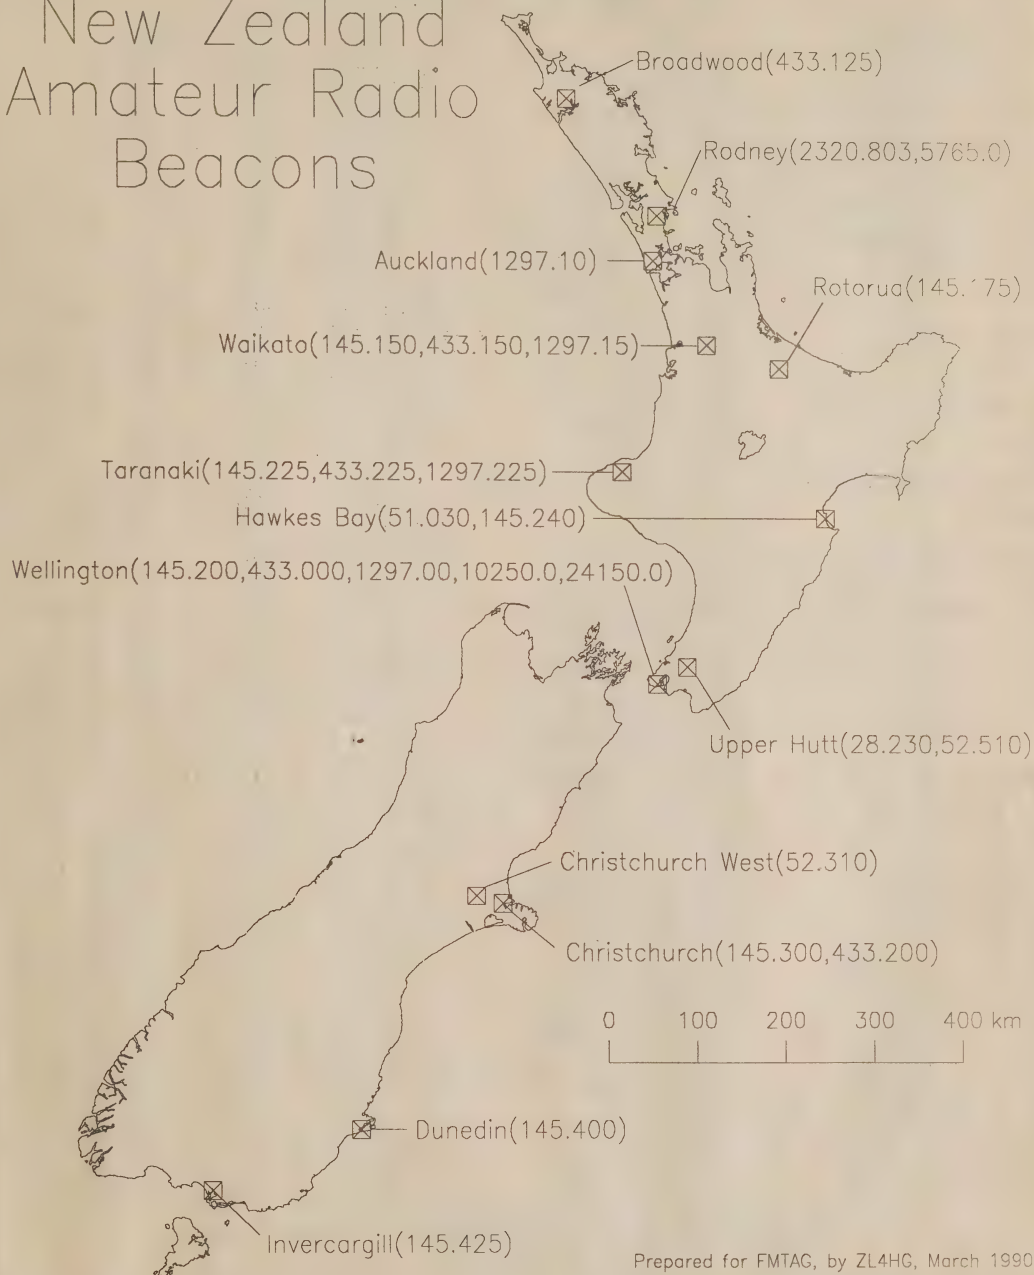 New Zealand
Amateur Radio
Beacons
Broadwood(433.125)
Rodney(2320.803,5765.0)
Auckland(1297.10)
Rotorua
Waikato(145.150,433.150,1297.15)
Taranaki(145.225,433.225,1297.225)
Hawkes Bay(51.030,145.240)
Wellington(145.200,433.000,1297.00,10250.0,24150.0)
Upper Hutt(28.230,52.510)
Christchurch West(52.310)
Christchurch(145.300,433.200)
0 100 200 300 400 km
Dunedin(145.400)
Invercargill(145.425)
Prepared for FMTAG, by ZL4HG, March 1990